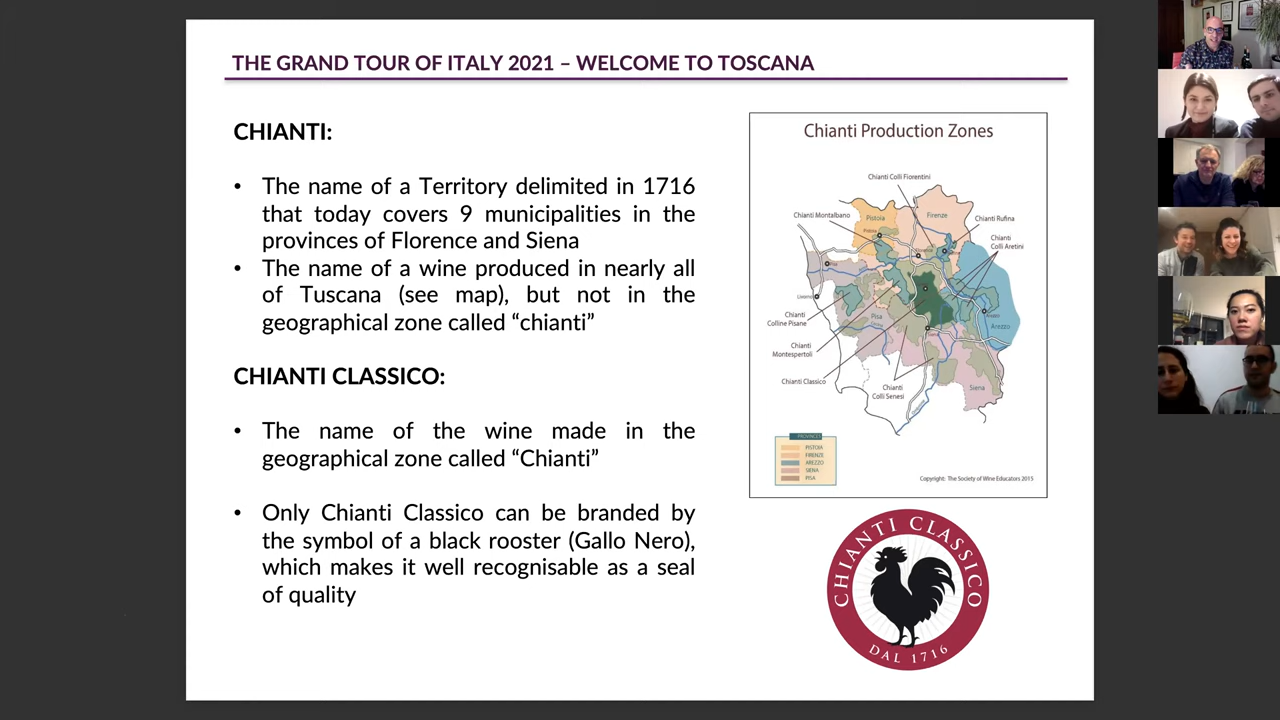 THE GRAND TOUR OF ITALY 2021 – WELCOME TO TOSCANA
CHIANTI:
• The name of a Territory delimited in 1716
that today covers 9 municipalities in the
provinces of Florence and Siena
• The name of a wine produced in nearly all
of Tuscana (see map), but not in the
geographical zone called “chianti”
CHIANTI CLASSICO:
• The name of the wine made in the
geographical zone called “Chianti”
• Only Chianti Classico can be branded by
the symbol of a black rooster (Gallo Nero),
which makes it well recognisable as a seal
of quality
Chianti Production Zones
Chianti Colli Fiorentini
Chianti Montalbano
Pistoia
Firenze
Chianti Rufina
Chianti
Colli Aretini
Pistoia
Livorno
Arezzo
Arezzo
Pisa
Chianti
Colline Pisane
Chianti
Montespertoli
Chianti Classico
Chianti
Colli Senesi
Siena
PROVINCES
PISTOIA
FIRENZE
AREZZO
SIENA
PISA
Copyright: The Society of Wine Educators 2015
CHIANTI CLASSICO
DAL 1716